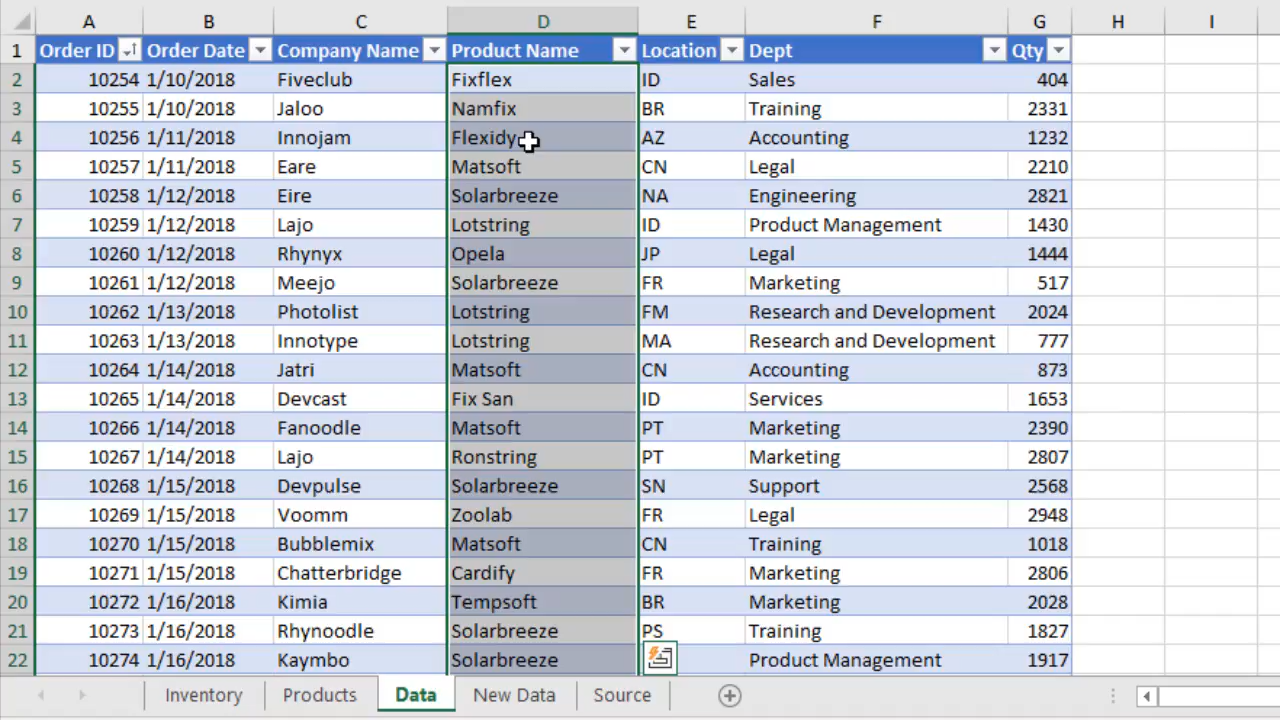 A B C D E F G H I
1 Order ID Order Date Company Name Product Name Location Dept Qty
2 10254 1/10/2018 Fiveclub Fixflex ID Sales 404
3 10255 1/10/2018 Jaloo Namfix BR Training 2331
4 10256 1/11/2018 Innojam Flexidy AZ Accounting 1232
5 10257 1/11/2018 Eare Matsoft CN Legal 2210
6 10258 1/12/2018 Eire Solarbreeze NA Engineering 2821
7 10259 1/12/2018 Lajo Lotstring ID Product Management 1430
8 10260 1/12/2018 Rhynyx Opela JP Legal 1444
9 10261 1/12/2018 Meejo Solarbreeze FR Marketing 517
10 10262 1/13/2018 Photolist Lotstring FM Research and Development 2024
11 10263 1/13/2018 Innotype Lotstring MA Research and Development 777
12 10264 1/14/2018 Jatri Matsoft CN Accounting 873
13 10265 1/14/2018 Devcast Fix San ID Services 1653
14 10266 1/14/2018 Fanoodle Matsoft PT Marketing 2390
15 10267 1/14/2018 Lajo Ronstring PT Marketing 2807
16 10268 1/15/2018 Devpulse Solarbreeze SN Support 2568
17 10269 1/15/2018 Voomm Zoolab FR Legal 2948
18 10270 1/15/2018 Bubblemix Matsoft CN Training 1018
19 10271 1/15/2018 Chatterbridge Cardify FR Marketing 2806
20 10272 1/16/2018 Kimia Tempsoft BR Marketing 2028
21 10273 1/16/2018 Rhynoodle Solarbreeze PS Training 1827
22 10274 1/16/2018 Kaymbo Solarbreeze Product Management 1917
Inventory Products Data New Data Source